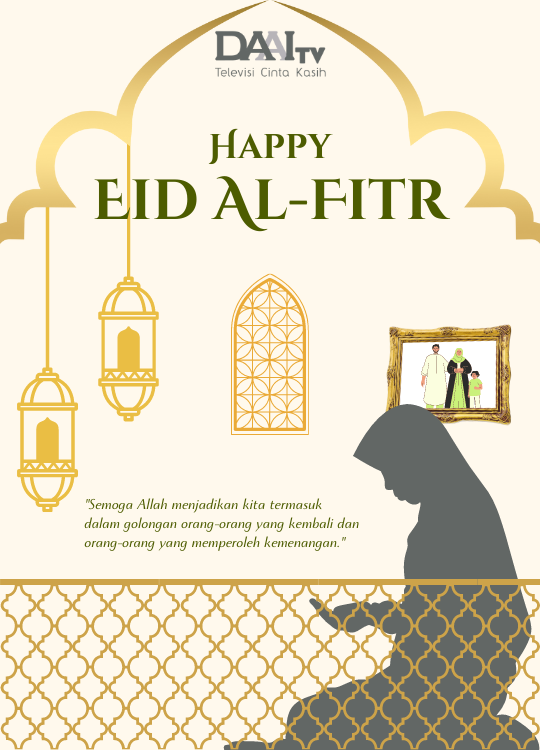 DAAI TV
Televisi Cinta Kasih
Happy
Eid Al-Fitr
"Semoga Allah menjadikan kita termasuk
dalam golongan orang-orang yang kembali dan
orang-orang yang memperoleh kemenangan."